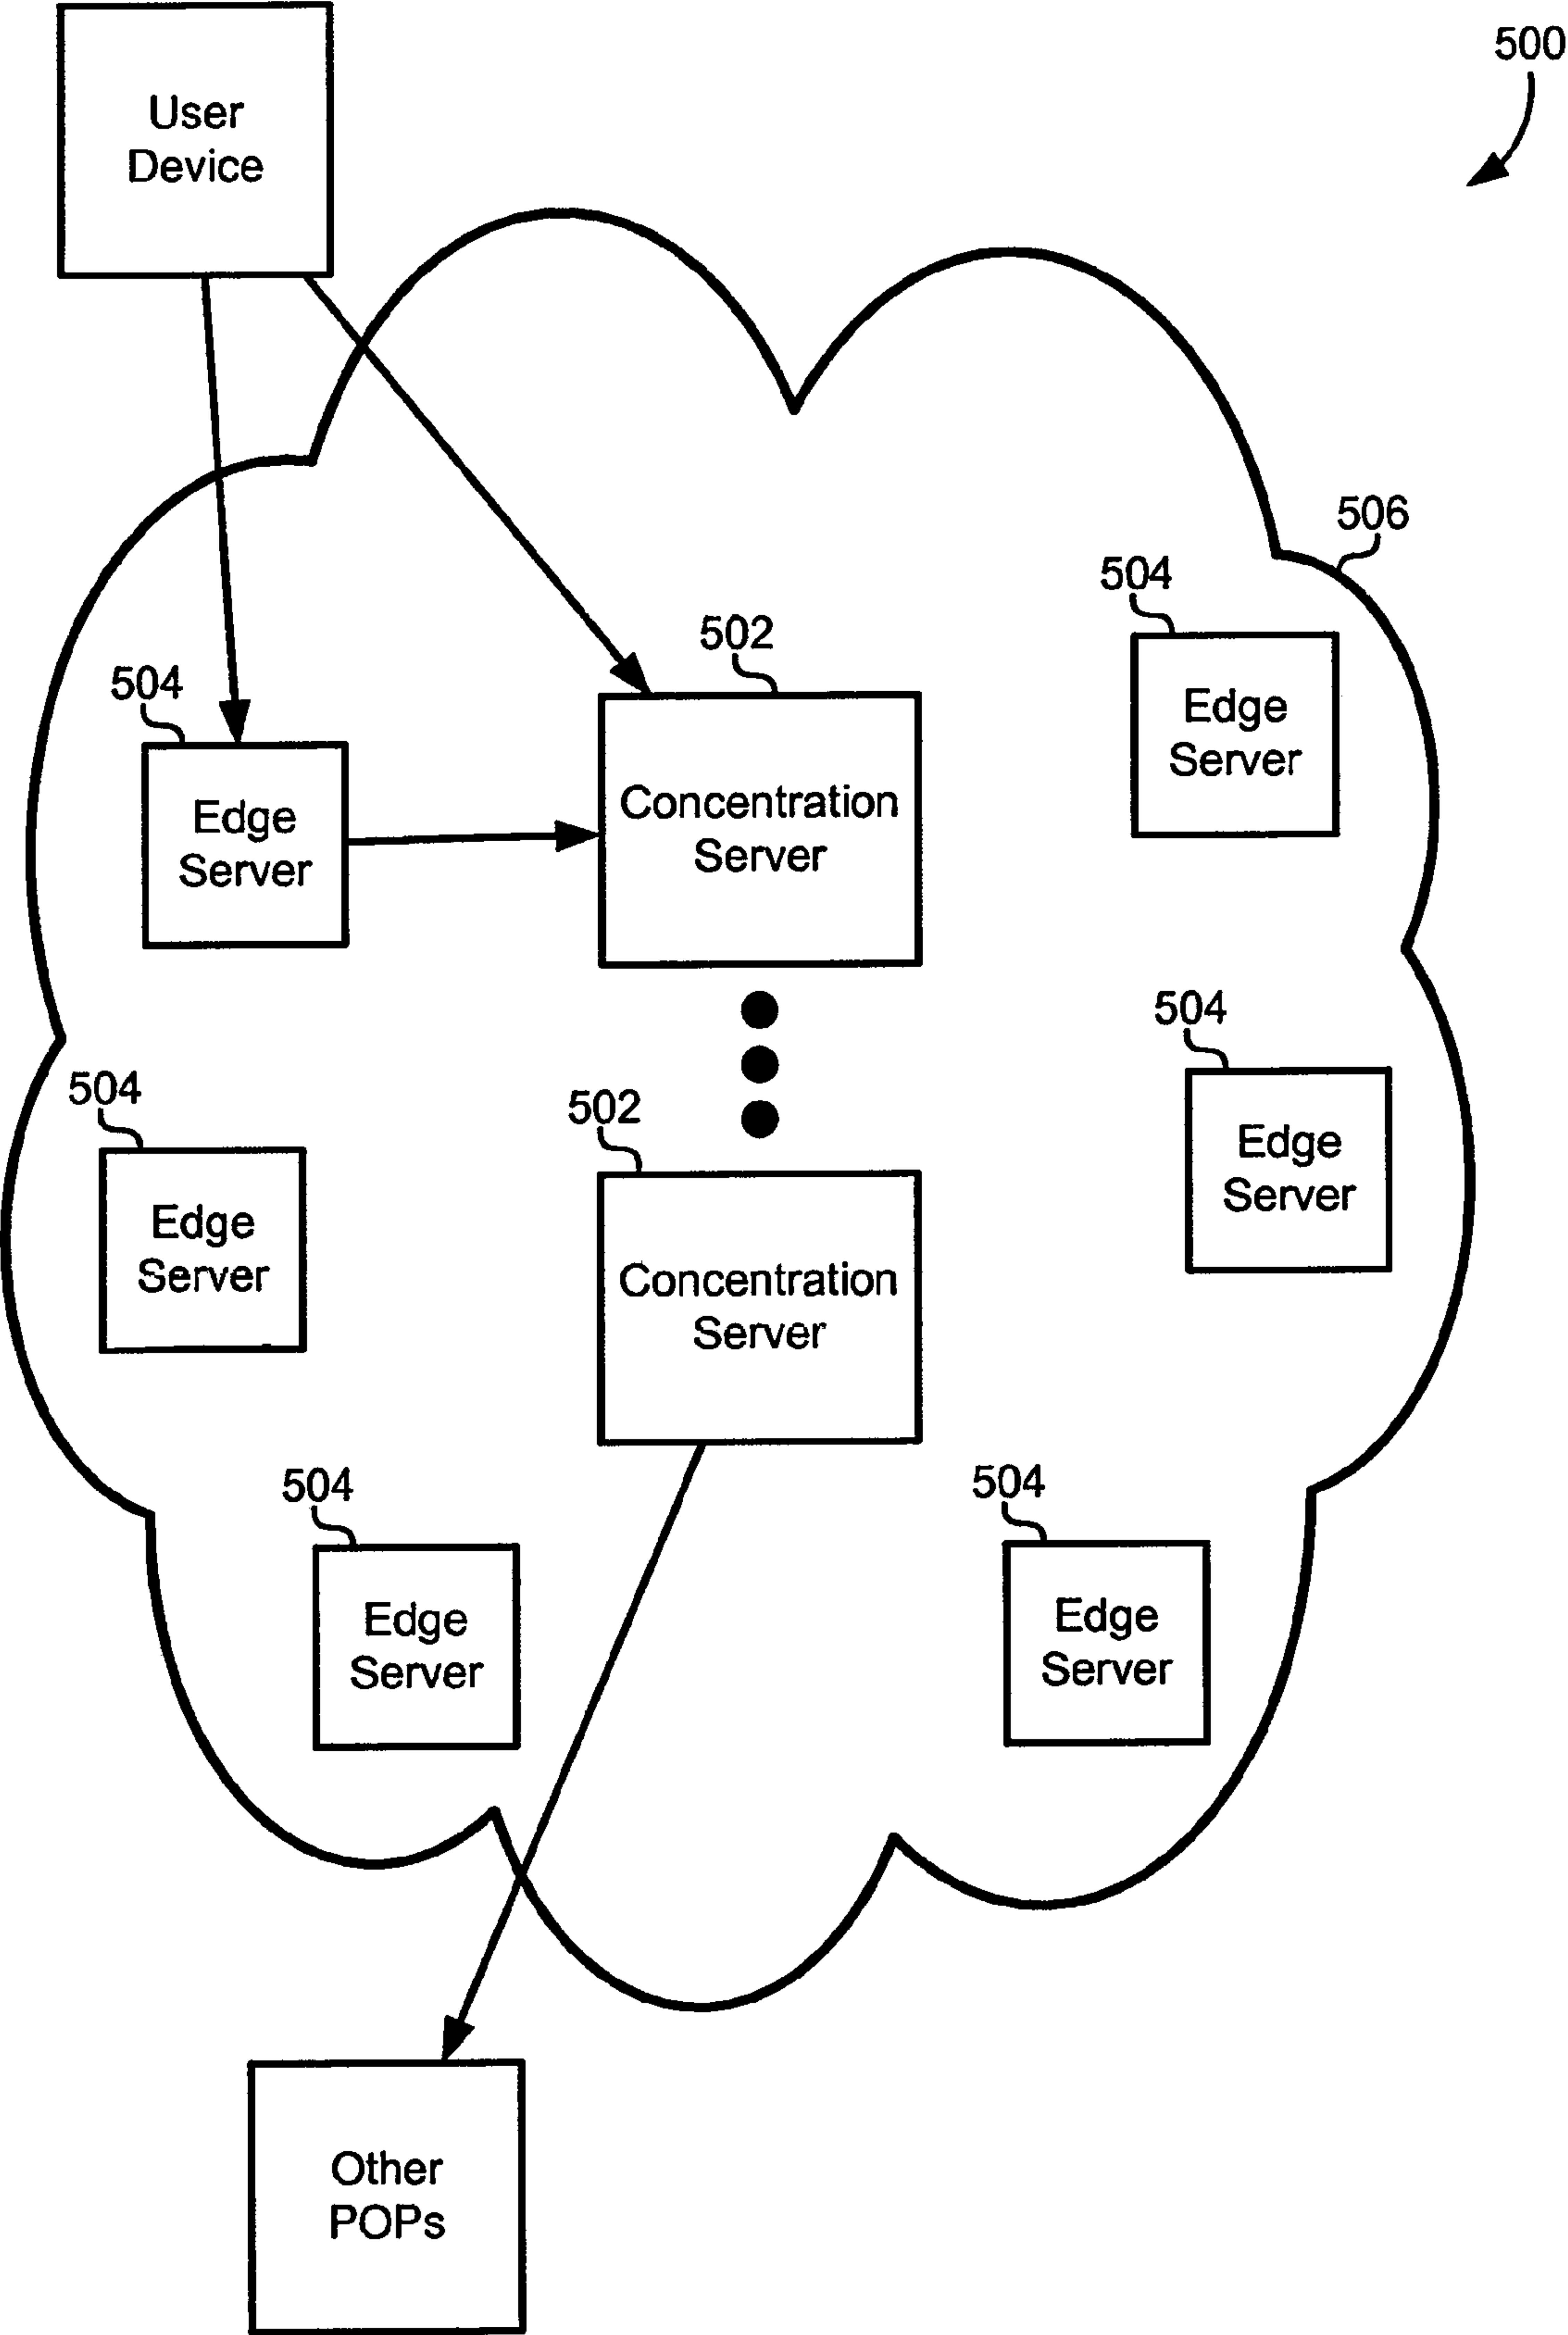 500
User
Device
506
504
502
504
Edge
Server
Concentration
Server
Edge
Server
504
504
502
Edge
Server
Edge
Server
Concentration
Server
504
504
Edge
Server
Edge
Server
Other
POPs